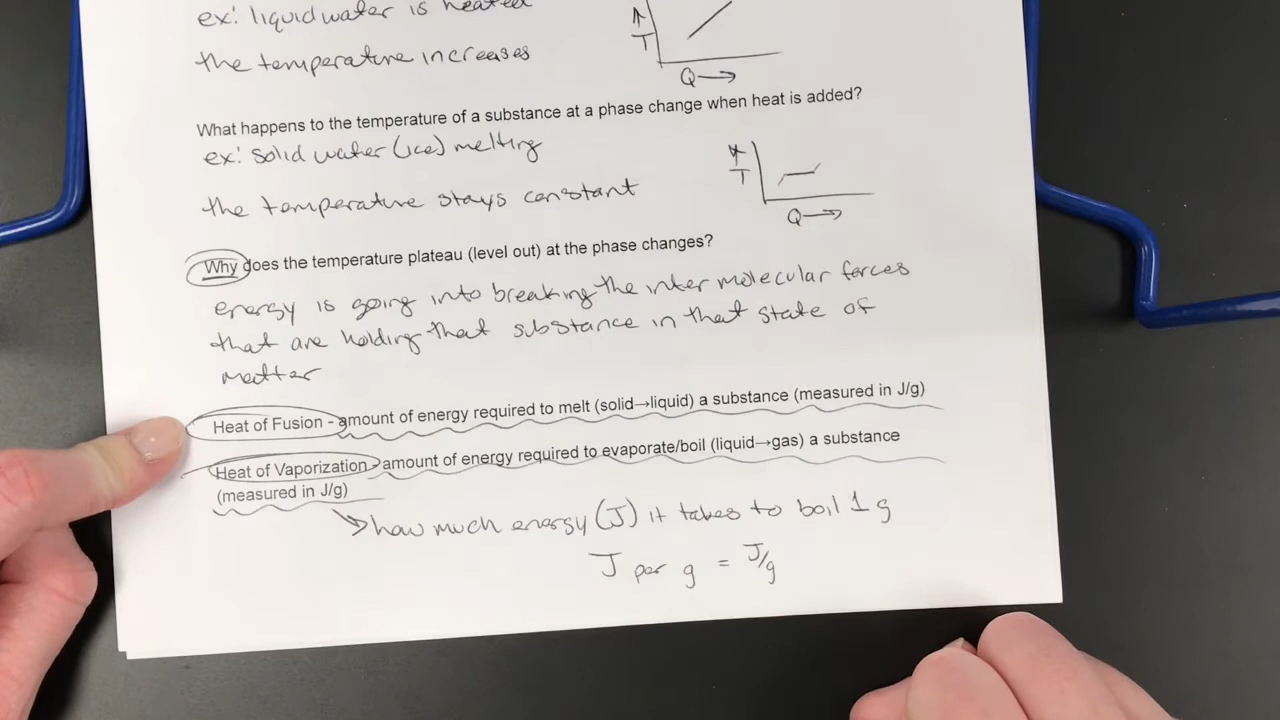 ex: liquid water is heated
the temperature increases
↑
T
Q→
What happens to the temperature of a substance at a phase change when heat is added?
ex: solid water (ice) melting
the temperature stays constant
↑
T
Q→
Why does the temperature plateau (level out) at the phase changes?
energy is going into breaking the intermolecular forces
that are holding that substance in that state of
matter
Heat of Fusion - amount of energy required to melt (solid→liquid) a substance (measured in J/g)
Heat of Vaporization - amount of energy required to evaporate/boil (liquid→gas) a substance
(measured in J/g)
how much energy (J) it takes to boil 1 g
J per g = J/g